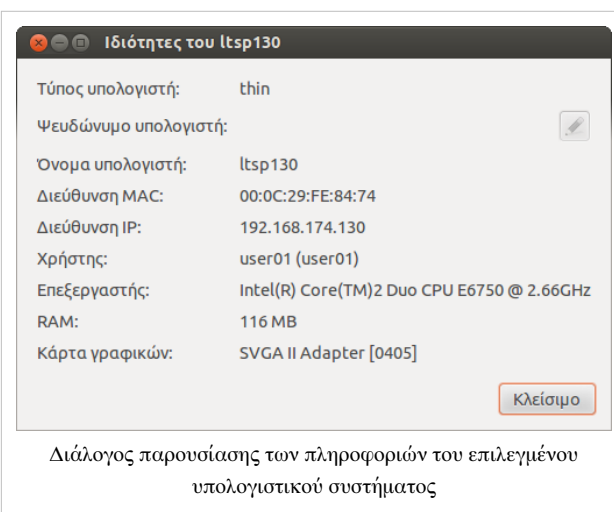 Ιδιότητες του ltsp130
Τύπος υπολογιστή: thin
Ψευδώνυμο υπολογιστή:
Όνομα υπολογιστή: ltsp130
Διεύθυνση MAC: 00:0C:29:FE:84:74
Διεύθυνση IP: 192.168.174.130
Χρήστης: user01 (user01)
Επεξεργαστής: Intel(R) Core(TM)2 Duo CPU E6750 @ 2.66GHz
RAM: 116 MB
Κάρτα γραφικών: SVGA II Adapter [0405]
Κλείσιμο
Διάλογος παρουσίασης των πληροφοριών του επιλεγμένου
υπολογιστικού συστήματος